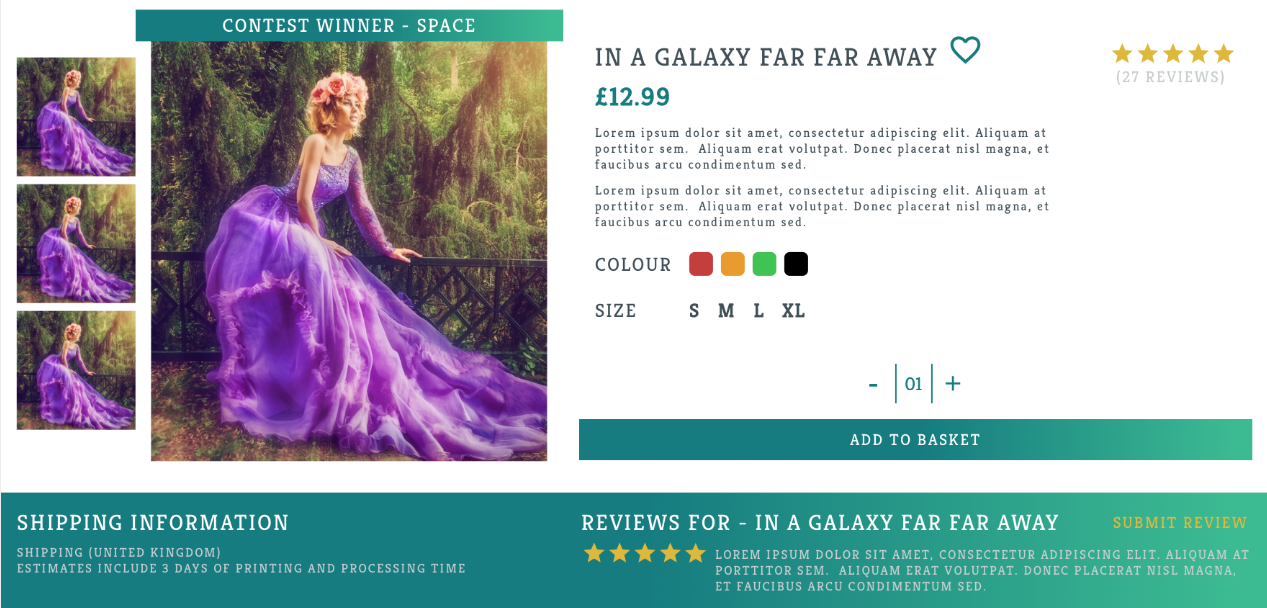 CONTEST WINNER - SPACE
IN A GALAXY FAR FAR AWAY
(27 REVIEWS)
£12.99
Lorem ipsum dolor sit amet, consectetur adipiscing elit. Aliquam at
porttitor sem. Aliquam erat volutpat. Donec placerat nisl magna, et
faucibus arcu condimentum sed.
Lorem ipsum dolor sit amet, consectetur adipiscing elit. Aliquam at
porttitor sem. Aliquam erat volutpat. Donec placerat nisl magna, et
faucibus arcu condimentum sed.
COLOUR
SIZE S M L XL
- 01 +
ADD TO BASKET
SHIPPING INFORMATION
SHIPPING (UNITED KINGDOM)
ESTIMATES INCLUDE 3 DAYS OF PRINTING AND PROCESSING TIME
REVIEWS FOR - IN A GALAXY FAR FAR AWAY
SUBMIT REVIEW
LOREM IPSUM DOLOR SIT AMET, CONSECTETUR ADIPISCING ELIT. ALIQUAM AT
PORTTITOR SEM. ALIQUAM ERAT VOLUTPAT. DONEC PLACERAT NISL MAGNA,
ET FAUCIBUS ARCU CONDIMENTUM SED.